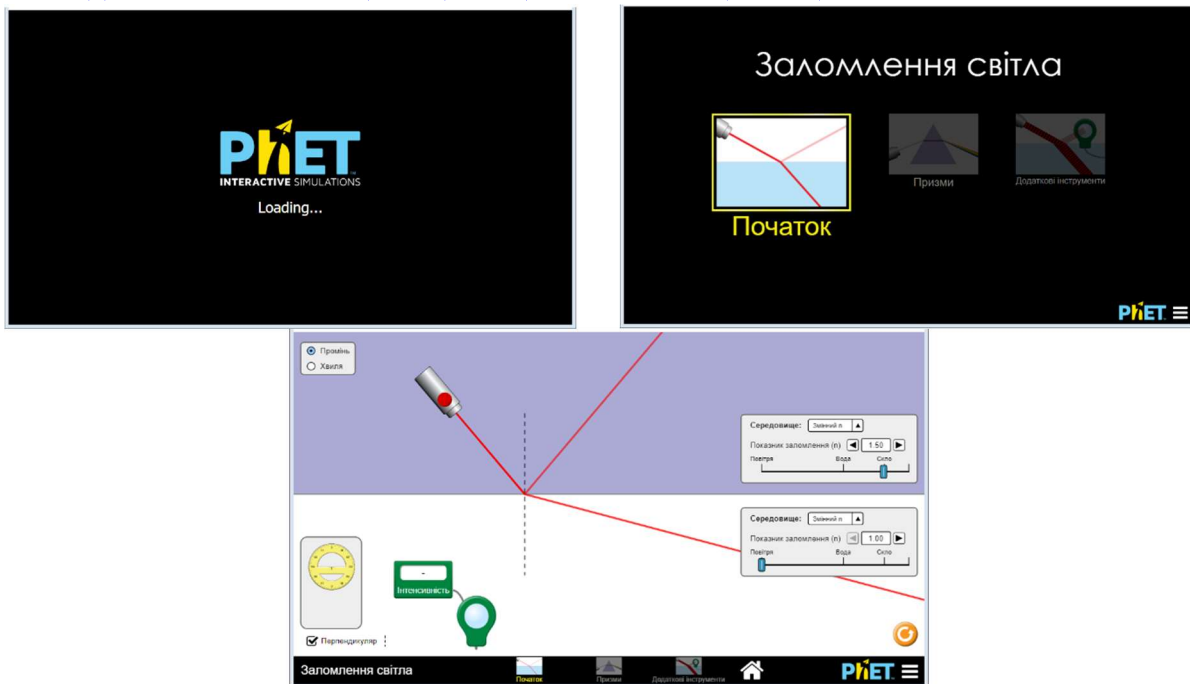 PhET
INTERACTIVE SIMULATIONS
Loading...
Заломлення світла
Початок
Призми
Додаткові інструменти
PhET
Промінь
Хвиля
Середовище: Змінний n
Показник заломлення (n) 1.50
Повітря Вода Скло
Середовище: Змінний n
Показник заломлення (n) 1.00
Повітря Вода Скло
-
Інтенсивність
Перпендикуляр
Заломлення світла
Початок
Призми
Додаткові інструменти
PhET